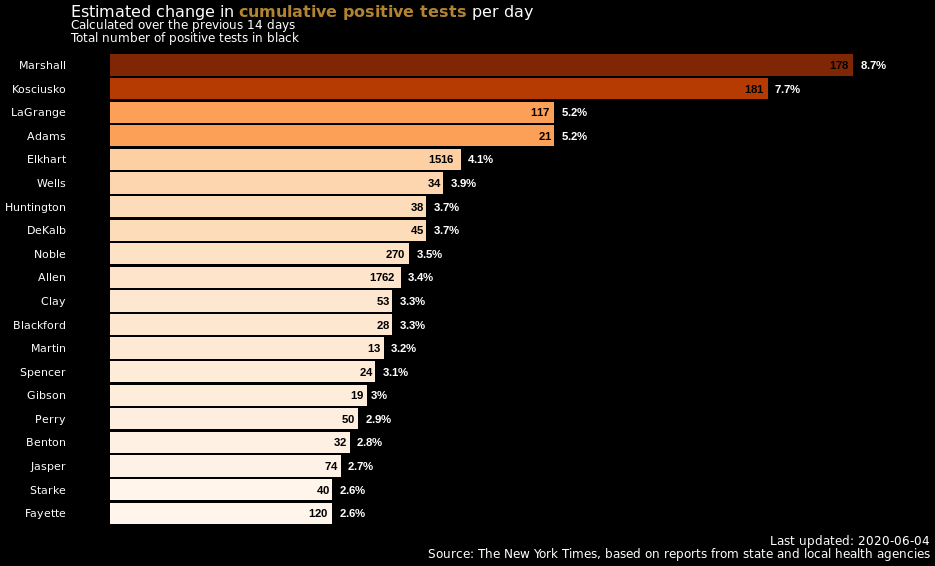 Estimated change in cumulative positive tests per day
Calculated over the previous 14 days
Total number of positive tests in black
Marshall 178 8.7%
Kosciusko 181 7.7%
LaGrange 117 5.2%
Adams 21 5.2%
Elkhart 1516 4.1%
Wells 34 3.9%
Huntington 38 3.7%
DeKalb 45 3.7%
Noble 270 3.5%
Allen 1762 3.4%
Clay 53 3.3%
Blackford 28 3.3%
Martin 13 3.2%
Spencer 24 3.1%
Gibson 19 3%
Perry 50 2.9%
Benton 32 2.8%
Jasper 74 2.7%
Starke 40 2.6%
Fayette 120 2.6%
Last updated: 2020-06-04
Source: The New York Times, based on reports from state and local health agencies